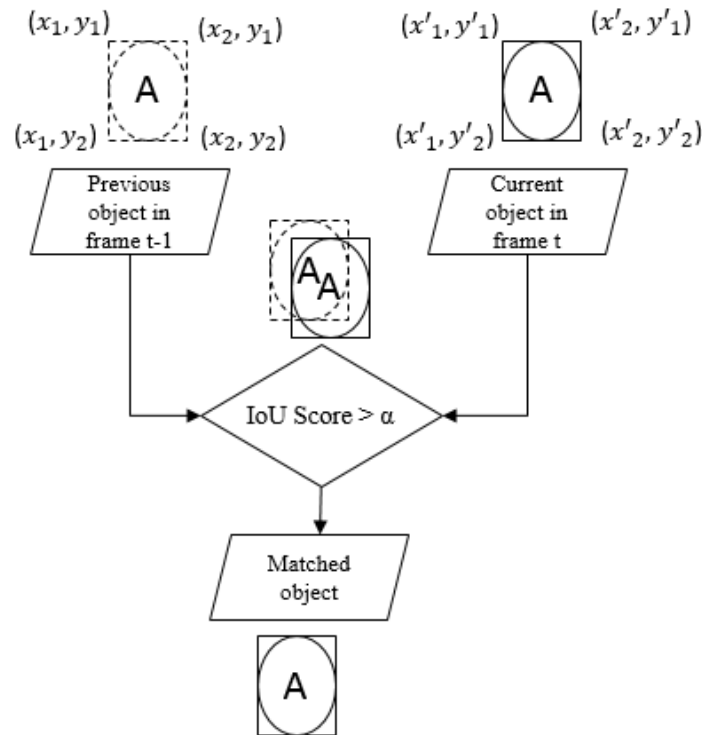 (x₁, y₁) (x₂, y₁)
A
(x₁, y₂) (x₂, y₂)
(x'₁, y'₁) (x'₂, y'₁)
A
(x'₁, y'₂) (x'₂, y'₂)
Previous
object in
frame t-1
Current
object in
frame t
A
A
IoU Score > α
Matched
object
A